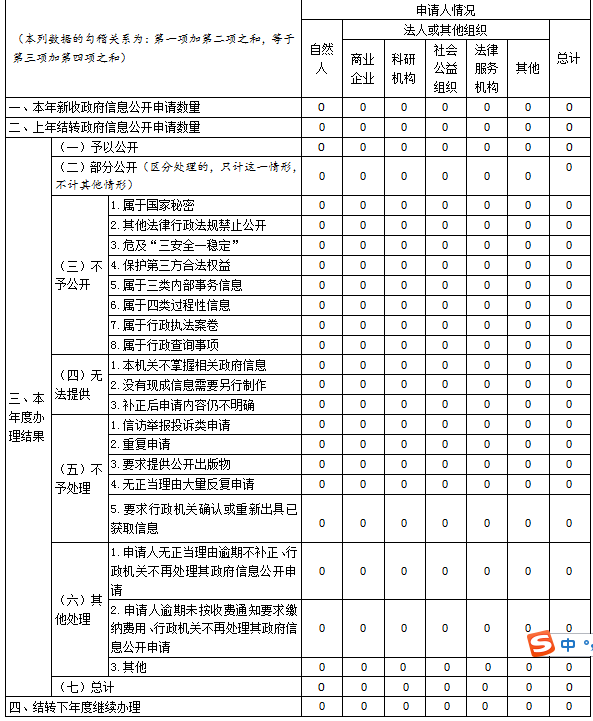 申请人情况
（本列数据的勾稽关系为：第一项加第二项之和，等于
第三项加第四项之和）
自然
人
法人或其他组织
总计
商业
企业
科研
机构
社会
公益
组织
法律
服务
机构
其他
一、本年新收政府信息公开申请数量 0 0 0 0 0 0 0
二、上年结转政府信息公开申请数量 0 0 0 0 0 0 0
三、本
年度办
理结果
（一）予以公开 0 0 0 0 0 0 0
（二）部分公开（区分处理的，只计这一情形，
不计其他情形） 0 0 0 0 0 0 0
（三）不
予公开
1.属于国家秘密 0 0 0 0 0 0 0
2.其他法律行政法规禁止公开 0 0 0 0 0 0 0
3.危及“三安全一稳定” 0 0 0 0 0 0 0
4.保护第三方合法权益 0 0 0 0 0 0 0
5.属于三类内部事务信息 0 0 0 0 0 0 0
6.属于四类过程性信息 0 0 0 0 0 0 0
7.属于行政执法案卷 0 0 0 0 0 0 0
8.属于行政查询事项 0 0 0 0 0 0 0
（四）无
法提供
1.本机关不掌握相关政府信息 0 0 0 0 0 0 0
2.没有现成信息需要另行制作 0 0 0 0 0 0 0
3.补正后申请内容仍不明确 0 0 0 0 0 0 0
（五）不
予处理
1.信访举报投诉类申请 0 0 0 0 0 0 0
2.重复申请 0 0 0 0 0 0 0
3.要求提供公开出版物 0 0 0 0 0 0 0
4.无正当理由大量反复申请 0 0 0 0 0 0 0
5.要求行政机关确认或重新出具已
获取信息 0 0 0 0 0 0 0
（六）其
他处理
1.申请人无正当理由逾期不补正、行
政机关不再处理其政府信息公开申
请 0 0 0 0 0 0 0
2.申请人逾期未按收费通知要求缴
纳费用、行政机关不再处理其政府信
息公开申请 0 0 0 0 0 0
3.其他 0 0 0 0 0 0 0
（七）总计 0 0 0 0 0 0 0
四、结转下年度继续办理 0 0 0 0 0 0 0
S 中